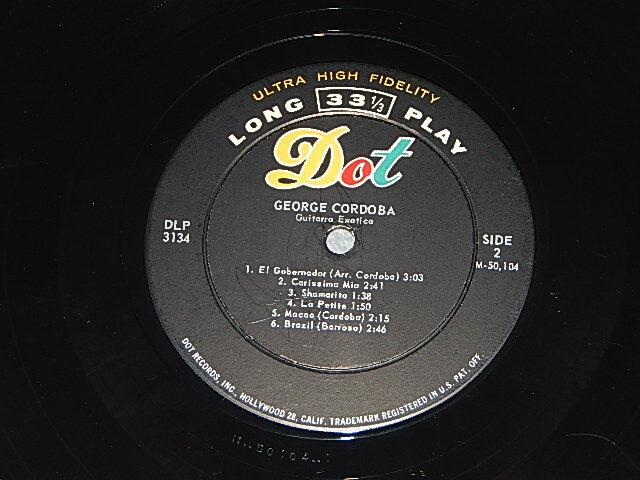 ULTRA HIGH FIDELITY
LONG 33 1/3 PLAY
Dot
GEORGE CORDOBA
Guitarra Exotica
DLP
3134
SIDE
2
M-50,104
1. El Gobernador (Arr. Cordoba) 3:03
2. Carissima Mia 2:41
3. Shamarita 1:38
4. La Petite 1:50
5. Macao (Cordoba) 2:15
6. Brazil (Barroso) 2:46
DOT RECORDS, INC., HOLLYWOOD 28, CALIF. TRADEMARK REGISTERED IN U.S. PAT. OFF.